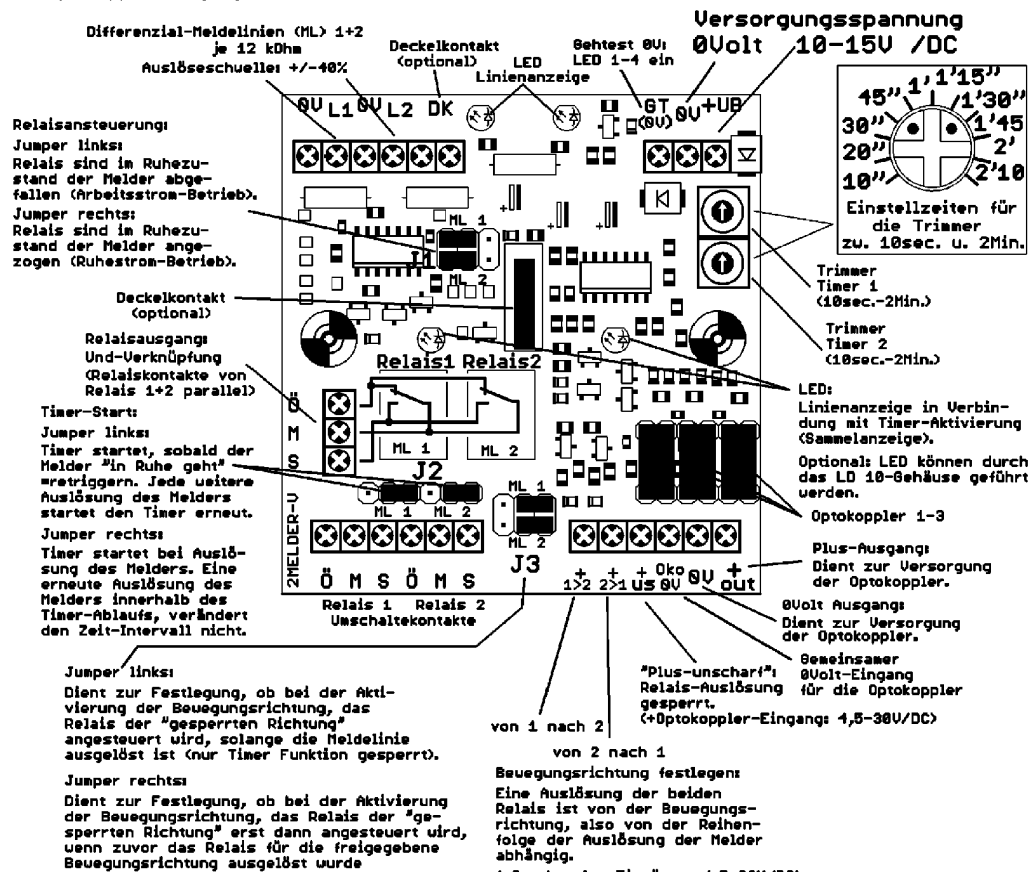 Differenzial-Meldelinien (ML) 1+2
je 12 kOhm
Auslöseschwelle: +/-40%
Deckelkontakt
(optional)
LED
Linienanzeige
Gehtest 0V:
LED 1-4 ein
Versorgungsspannung
0Volt 10-15V /DC
0V L1 0V L2 DK
GT
(0V) 0V +UB
45” 1' 1'15”
30” 1'30”
20” 1'45
10” 2'
2'10
Einstellzeiten für
die Trimmer
zw. 10sec. u. 2Min.
Relaisansteuerung:
Jumper links:
Relais sind im Ruhezu-
stand der Melder abge-
fallen (Arbeitsstrom-Betrieb).
Jumper rechts:
Relais sind im Ruhezu-
stand der Melder ange-
zogen (Ruhestrom-Betrieb).
ML 1
J1
ML 2
Trimmer
Timer 1
(10sec.-2Min.)
Trimmer
Timer 2
(10sec.-2Min.)
Deckelkontakt
(optional)
Relaisausgang:
Und-Verknüpfung
(Relaiskontakte von
Relais 1+2 parallel)
Relais1 Relais2
Ö
M
S
ML 1 ML 2
LED:
Linienanzeige in Verbin-
dung mit Timer-Aktivierung
(Sammelanzeige).
Optional: LED können durch
das LD 10-Gehäuse geführt
werden.
Optokoppler 1-3
Timer-Start:
Jumper links:
Timer startet, sobald der
Melder "in Ruhe geht"
=retriggern. Jede weitere
Auslösung des Melders
startet den Timer erneut.
Jumper rechts:
Timer startet bei Auslö-
sung des Melders. Eine
erneute Auslösung des
Melders innerhalb des
Timer-Ablaufs, verändert
den Zeit-Intervall nicht.
J2
ML 1 ML 2
ML 1
ML 2
J3
2MELDER-V
Ö M S Ö M S
Relais 1 Relais 2
Umschaltekontakte
+
1>2
+
2>1
+
us
Öko
0V
0V
+
out
Plus-Ausgang:
Dient zur Versorgung
der Optokoppler.
0Volt Ausgang:
Dient zur Versorgung
der Optokoppler.
Gemeinsamer
0Volt-Eingang
für die Optokoppler
"Plus-unscharf":
Relais-Auslösung
gesperrt.
(+Optokoppler-Eingang: 4,5-30V/DC)
Jumper links:
Dient zur Festlegung, ob bei der Akti-
vierung der Bewegungsrichtung, das
Relais der "gesperrten Richtung"
angesteuert wird, solange die Meldelinie
ausgelöst ist (nur Timer Funktion gesperrt).
Jumper rechts:
Dient zur Festlegung, ob bei der Aktivierung
der Bewegungsrichtung, das Relais der "ge-
sperrten Richtung" erst dann angesteuert wird,
wenn zuvor das Relais für die freigegebene
Bewegungsrichtung ausgelöst wurde
von 1 nach 2
von 2 nach 1
Bewegungsrichtung festlegen:
Eine Auslösung der beiden
Relais ist von der Bewegungs-
richtung, also von der Reihen-
folge der Auslösung der Melder
abhängig.